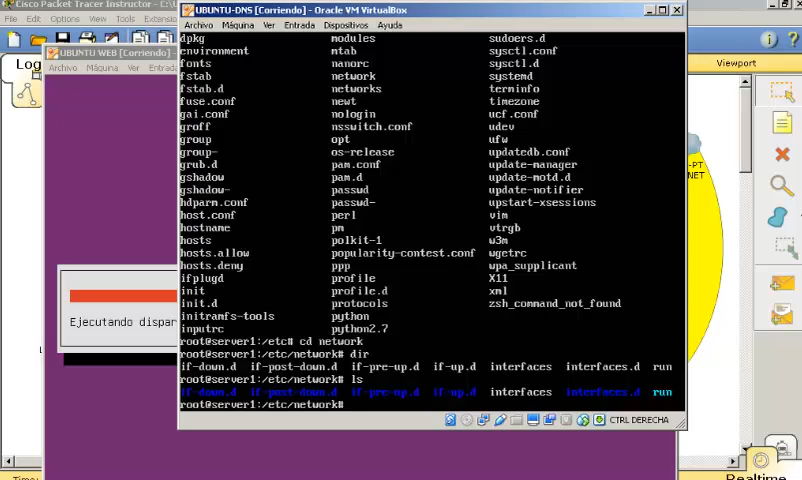 Cisco Packet Tracer Instructor - C:\
File Edit Options View Tools Extensions
UBUNTU-DNS [Corriendo] - Oracle VM VirtualBox
Archivo Máquina Ver Entrada Dispositivos Ayuda
UBUNTU WEB [Corriendo] -
Archivo Máquina Ver Entrada
Viewport
dpkg modules sudoers.d
environment mtab sysctl.conf
fonts nanorc sysctl.d
fstab network systemd
fstab.d networks terminfo
fuse.conf newt timezone
gai.conf nologin ucf.conf
groff nsswitch.conf udev
group opt ufw
group- os-release updatedb.conf
grub.d pam.conf update-manager
gshadow pam.d update-motd.d
gshadow- passwd update-notifier
hdparm.conf passwd- upstart-xsessions
host.conf perl vim
hostname pm vtrgb
hosts polkit-1 w3m
hosts.allow popularity-contest.conf wgetrc
hosts.deny ppp wpa_supplicant
ifplugd profile X11
init profile.d xml
init.d protocols zsh_command_not_found
initramfs-tools python
inputrc python2.7
root@server1:/etc# cd network
root@server1:/etc/network# dir
if-down.d if-post-down.d if-pre-up.d if-up.d interfaces interfaces.d run
root@server1:/etc/network# ls
if-down.d if-post-down.d if-pre-up.d if-up.d interfaces interfaces.d run
root@server1:/etc/network#
CTRL DERECHA
Log
Ejecutando dispar
-PT
NET
Time:
Realtime